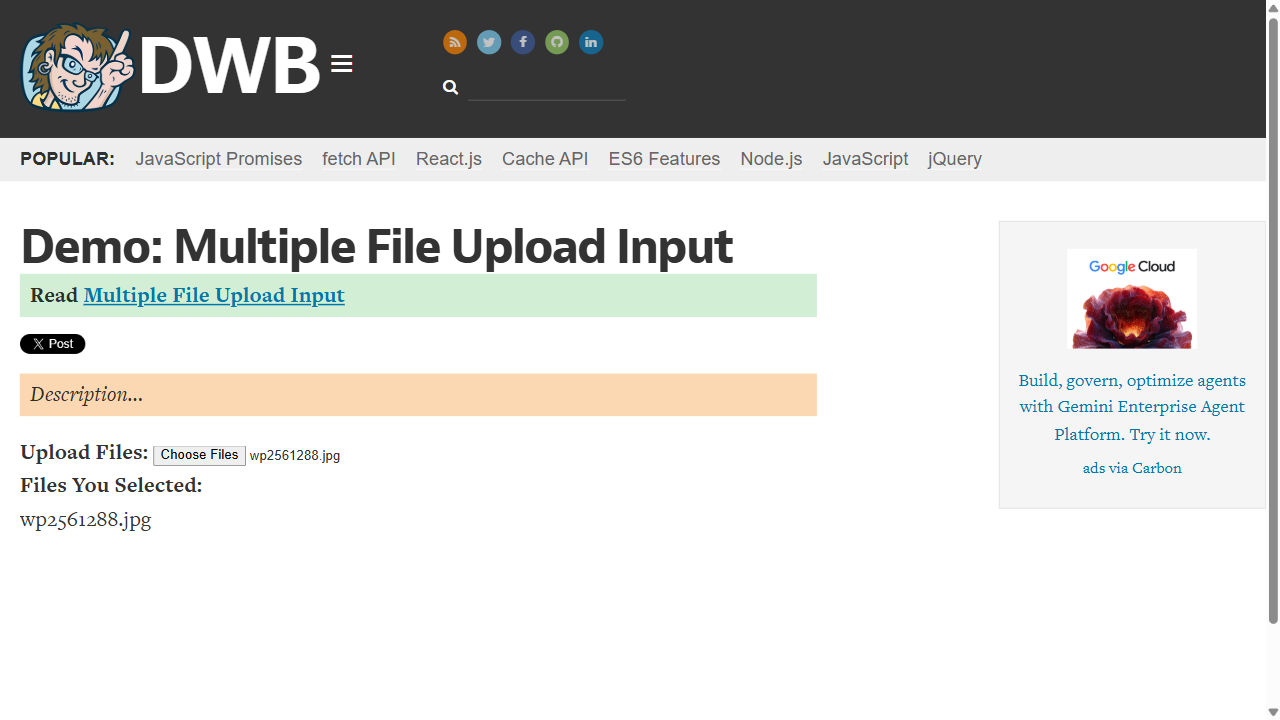 DWB
POPULAR: JavaScript Promises fetch API React.js Cache API ES6 Features Node.js JavaScript jQuery
Demo: Multiple File Upload Input
Read Multiple File Upload Input
Post
Description...
Upload Files: Choose Files wp2561288.jpg
Files You Selected:
wp2561288.jpg
Google Cloud
Build, govern, optimize agents
with Gemini Enterprise Agent
Platform. Try it now.
ads via Carbon